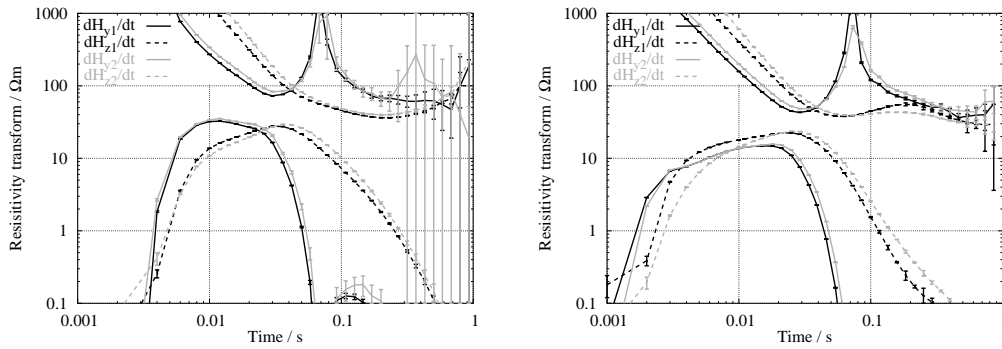 1000
100
10
1
0.1
Resisitivity transform / Ωm
dHy1/dt
dHz1/dt
dHy2/dt
dHz2/dt
0.001
0.01
0.1
1
Time / s
1000
100
10
1
0.1
Resisitivity transform / Ωm
dHy1/dt
dHz1/dt
dHy2/dt
dHz2/dt
0.001
0.01
0.1
1
Time / s